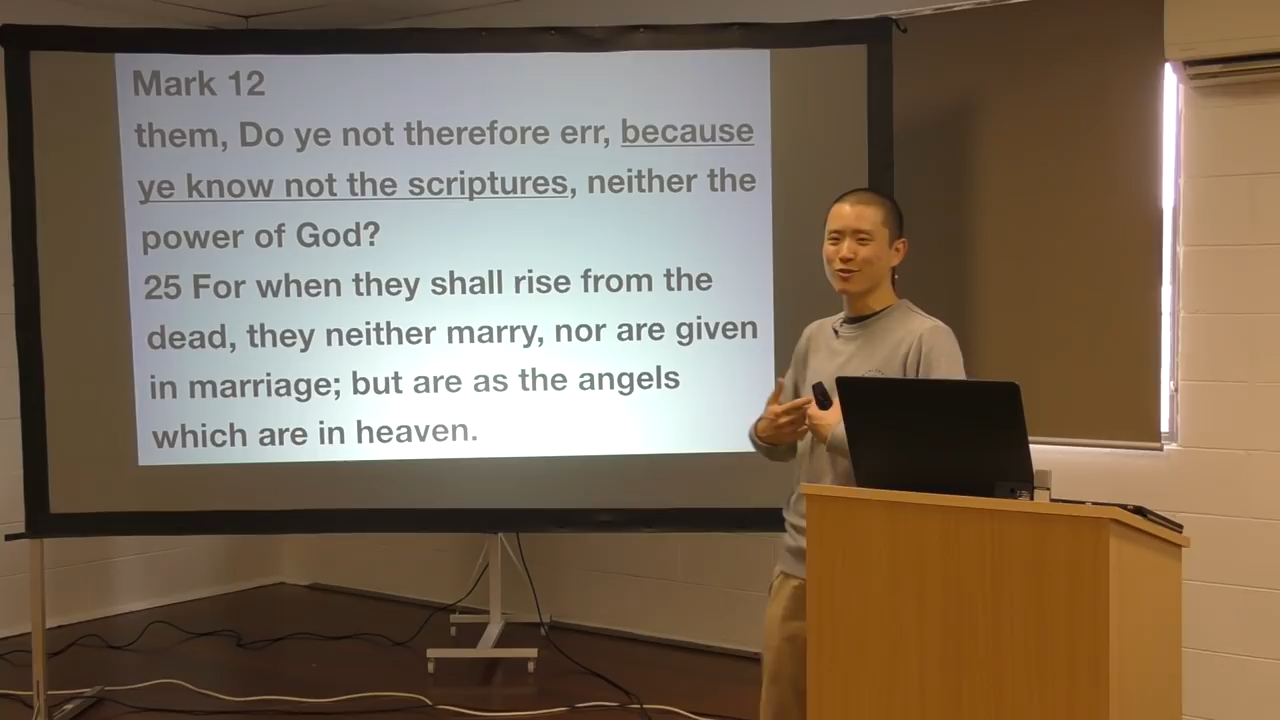 Mark 12
them, Do ye not therefore err, because
ye know not the scriptures, neither the
power of God?
25 For when they shall rise from the
dead, they neither marry, nor are given
in marriage; but are as the angels
which are in heaven.